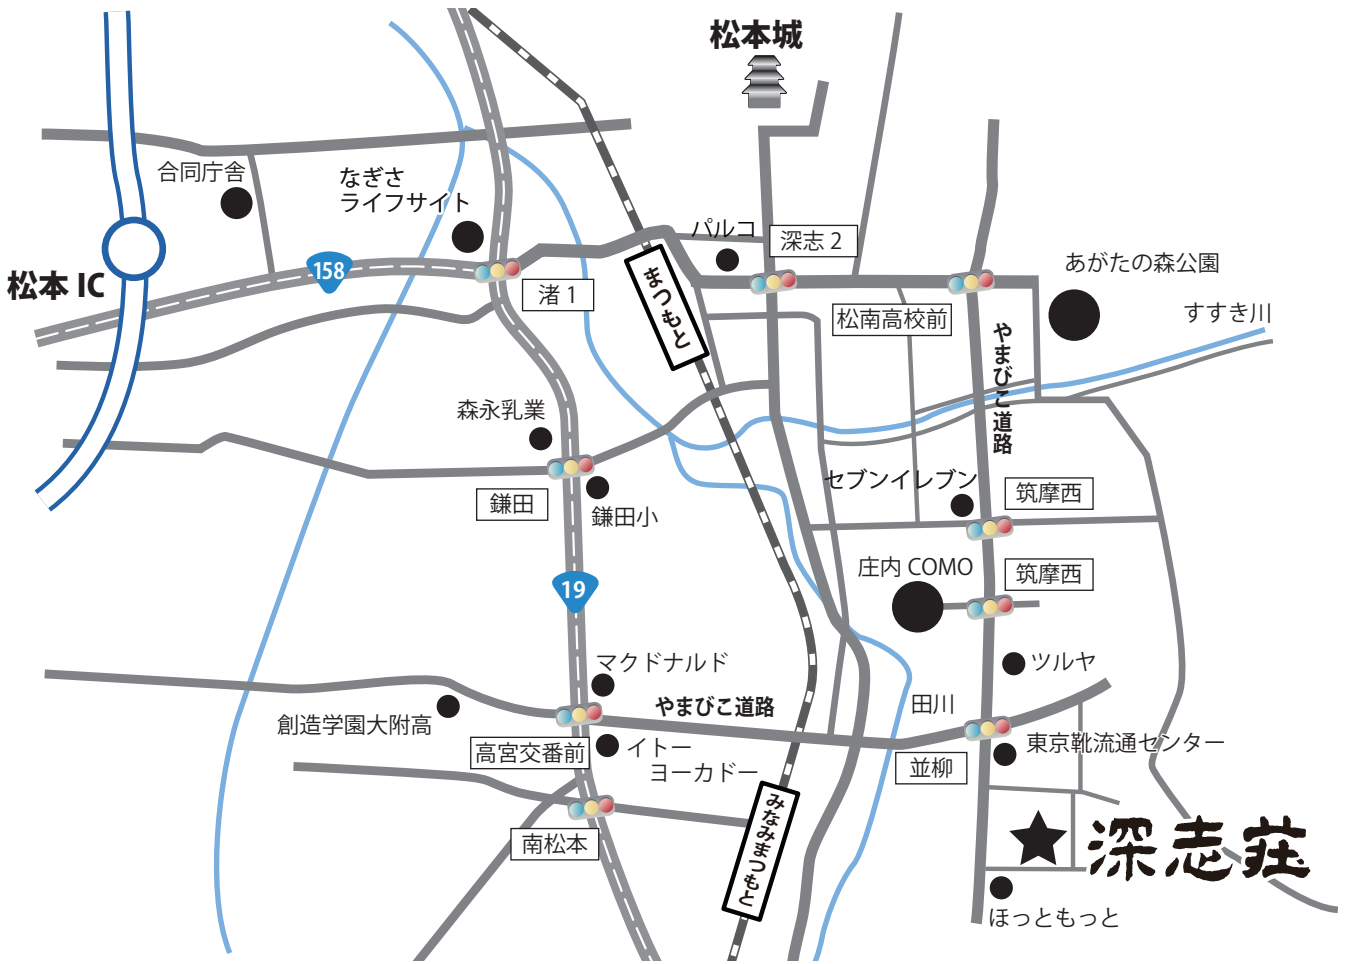 松本城
合同庁舎
なぎさ
ライフサイト
パルコ
深志 2
あがたの森公園
158
松本 IC
渚 1
まつもと
松南高校前
すすき川
やまびこ道路
森永乳業
セブンイレブン
筑摩西
鎌田
鎌田小
庄内 COMO
筑摩西
19
マクドナルド
ツルヤ
やまびこ道路
田川
創造学園大附高
高宮交番前
イトー
ヨーカドー
東京靴流通センター
並柳
みなみまつもと
南松本
深志荘
ほっともっと